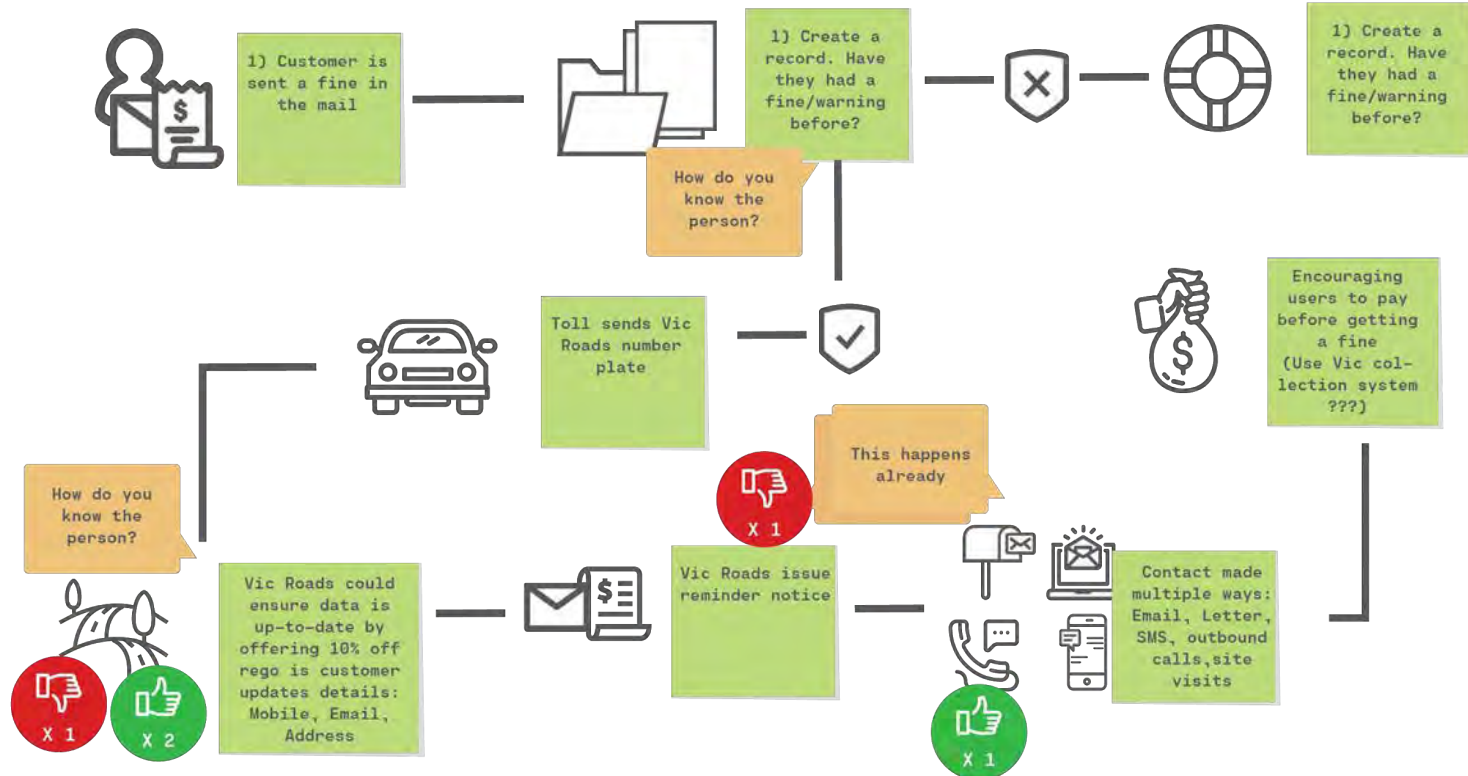 1) Customer is
sent a fine in
the mail
$
1) Create a
record. Have
they had a
fine/warning
before?
How do you
know the
person?
1) Create a
record. Have
they had a
fine/warning
before?
Toll sends Vic
Roads number
plate
$
Encouraging
users to pay
before getting
a fine
(Use Vic col-
lection system
???)
How do you
know the
person?
X 1
X 2
Vic Roads could
ensure data is
up-to-date by
offering 10% off
rego is customer
updates details:
Mobile, Email,
Address
$
This happens
already
X 1
Vic Roads issue
reminder notice
X 1
Contact made
multiple ways:
Email, Letter,
SMS, outbound
calls,site
visits